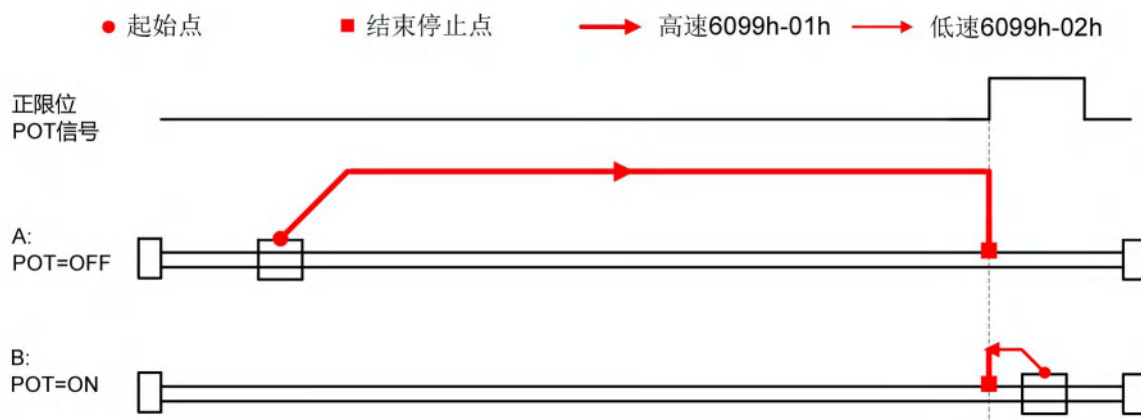 起始点 结束停止点 高速6099h-01h 低速6099h-02h
正限位
POT信号
A:
POT=OFF
B:
POT=ON